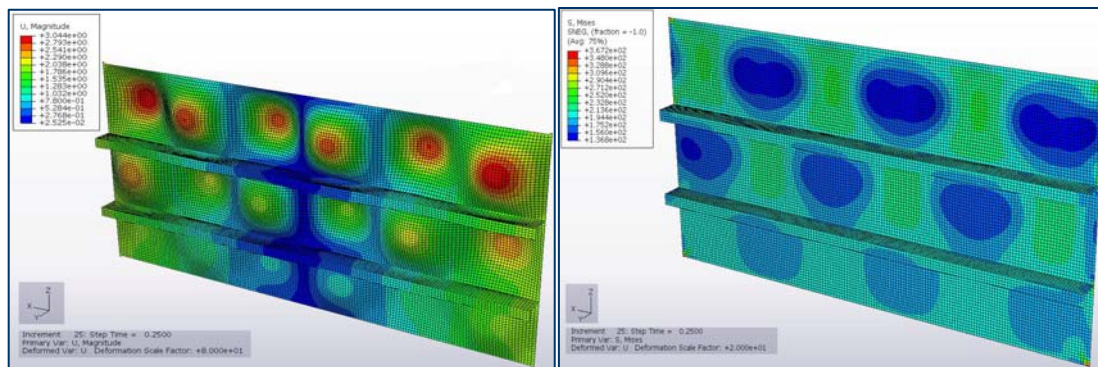 U, Magnitude
+3.044e+00
+2.793e+00
+2.541e+00
+2.290e+00
+2.038e+00
+1.786e+00
+1.535e+00
+1.283e+00
+1.032e+00
+7.800e-01
+5.284e-01
+2.768e-01
+2.525e-02
Z
X
Y
Increment 25: Step Time = 0.2500
Primary Var: U, Magnitude
Deformed Var: U Deformation Scale Factor: +8.000e+01
S, Mises
SNEG, (fraction = -1.0)
(Avg: 75%)
+3.672e+02
+3.480e+02
+3.288e+02
+3.096e+02
+2.904e+02
+2.712e+02
+2.520e+02
+2.328e+02
+2.136e+02
+1.944e+02
+1.752e+02
+1.560e+02
+1.368e+02
Z
X
Y
Increment 25: Step Time = 0.2500
Primary Var: S, Mises
Deformed Var: U Deformation Scale Factor: +2.000e+01